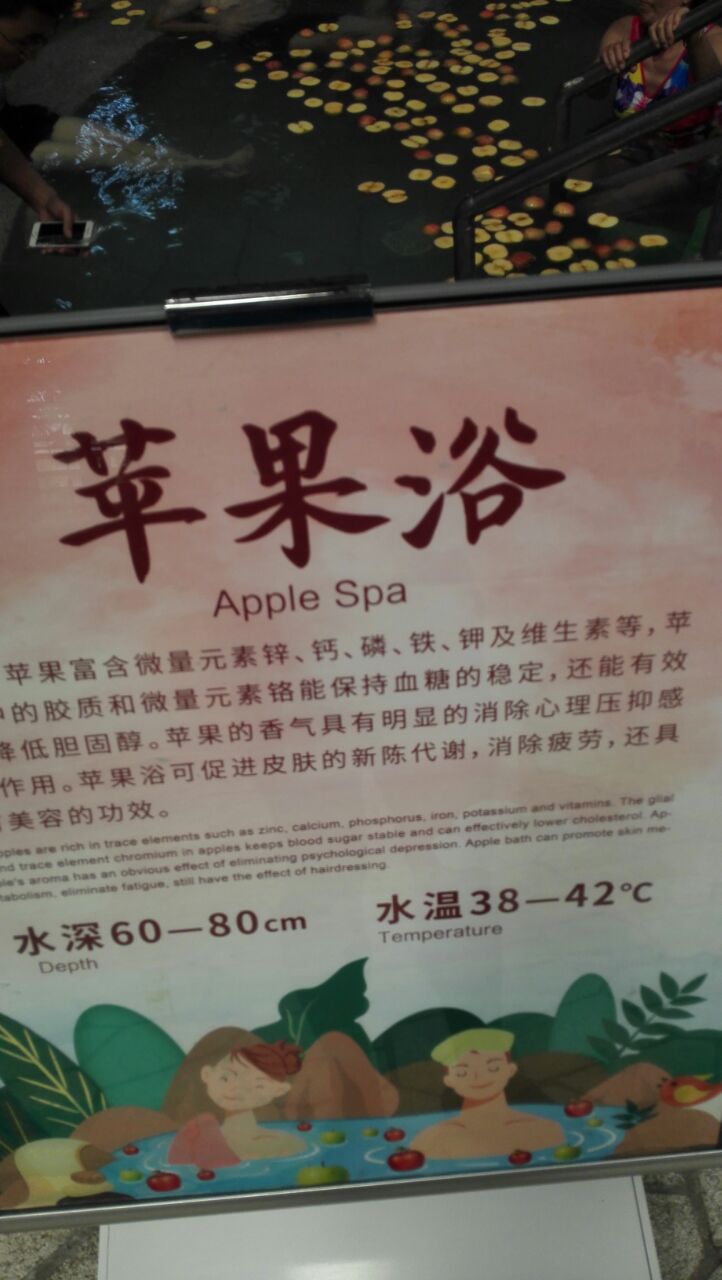 苹果浴
Apple Spa
苹果富含微量元素锌、钙、磷、铁、钾及维生素等，苹
的胶质和微量元素铬能保持血糖的稳定，还能有效
降低胆固醇。苹果的香气具有明显的消除心理压抑感
作用。苹果浴可促进皮肤的新陈代谢，消除疲劳，还具
美容的功效。
pples are rich in trace elements such as zinc, calcium, phosphorus, iron, potassium and vitamins. The glial
nd trace element chromium in apples keeps blood sugar stable and can effectively lower cholesterol. Ap-
ple's aroma has an obvious effect of eliminating psychological depression. Apple bath can promote skin me-
tabolism, eliminate fatigue, still have the effect of hairdressing.
水深60—80cm 水温38—42℃
Depth Temperature